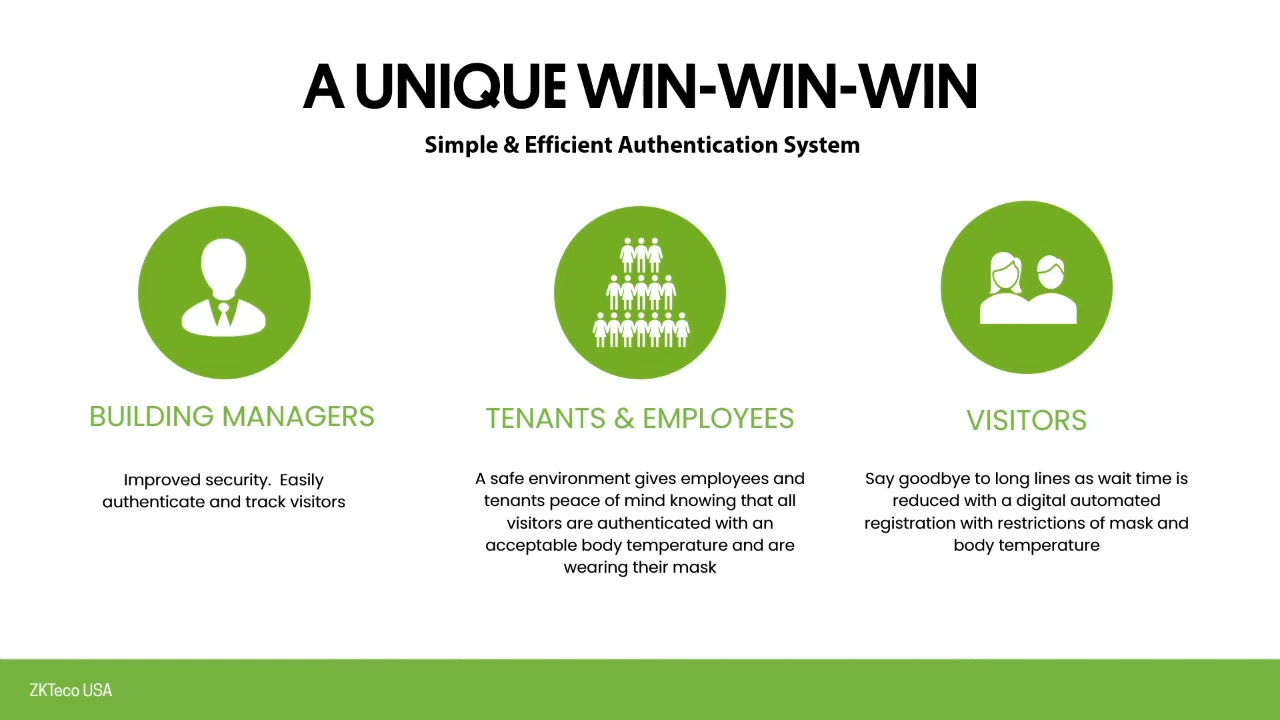 A UNIQUE WIN-WIN-WIN
Simple & Efficient Authentication System
BUILDING MANAGERS
Improved security.  Easily
authenticate and track visitors
TENANTS & EMPLOYEES
A safe environment gives employees and
tenants peace of mind knowing that all
visitors are authenticated with an
acceptable body temperature and are
wearing their mask
VISITORS
Say goodbye to long lines as wait time is
reduced with a digital automated
registration with restrictions of mask and
body temperature
ZKTeco USA